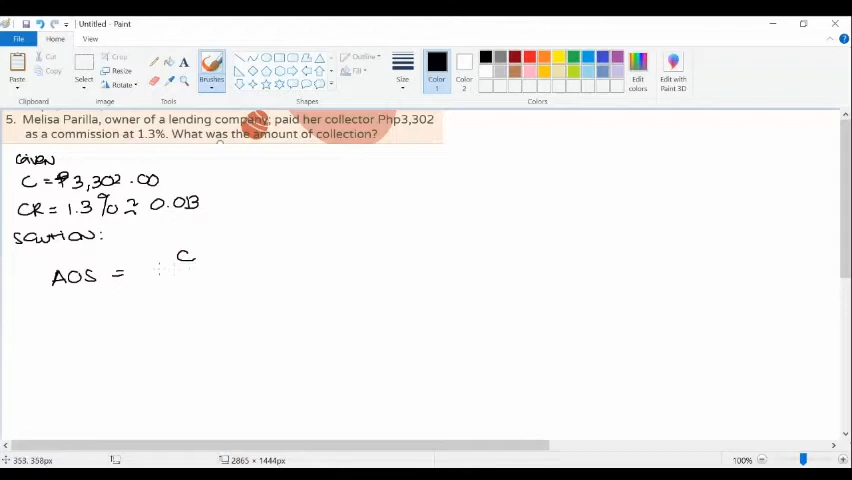 Untitled - Paint
File Home View
Paste Cut Copy Select Crop Resize Rotate Brushes Outline Fill Size Color 1 Color 2 Edit colors Edit with Paint 3D
Clipboard Image Tools Shapes Colors
5. Melisa Parilla, owner of a lending company; paid her collector Php3,302
as a commission at 1.3%. What was the amount of collection?
Given
C = ₱3,302.00
CR = 1.3% ≈ 0.013
Solution:
C
AOS =
353, 358px 2865 × 1444px 100%